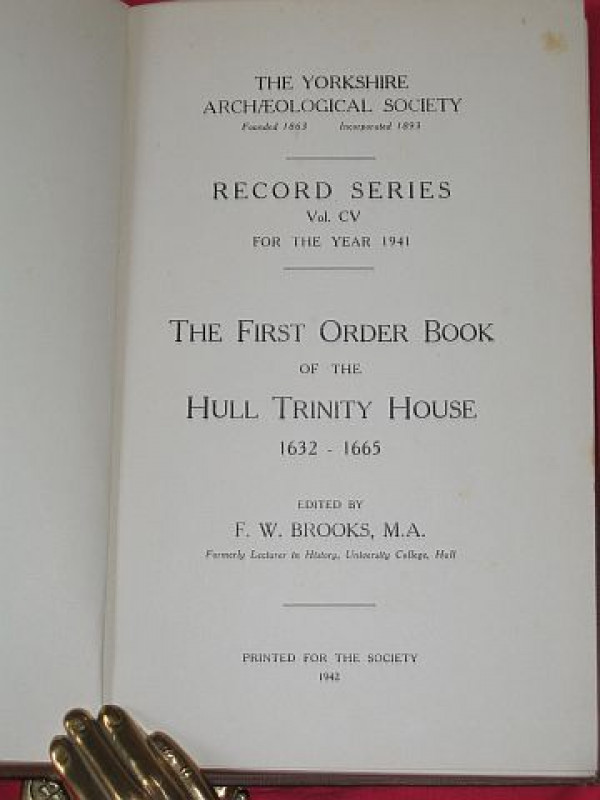 THE YORKSHIRE
ARCHÆOLOGICAL SOCIETY
Founded 1863 Incorporated 1893
RECORD SERIES
Vol. CV
FOR THE YEAR 1941
THE FIRST ORDER BOOK
OF THE
HULL TRINITY HOUSE
1632 - 1665
EDITED BY
F. W. BROOKS, M.A.
Formerly Lecturer in History, University College, Hull
PRINTED FOR THE SOCIETY
1942